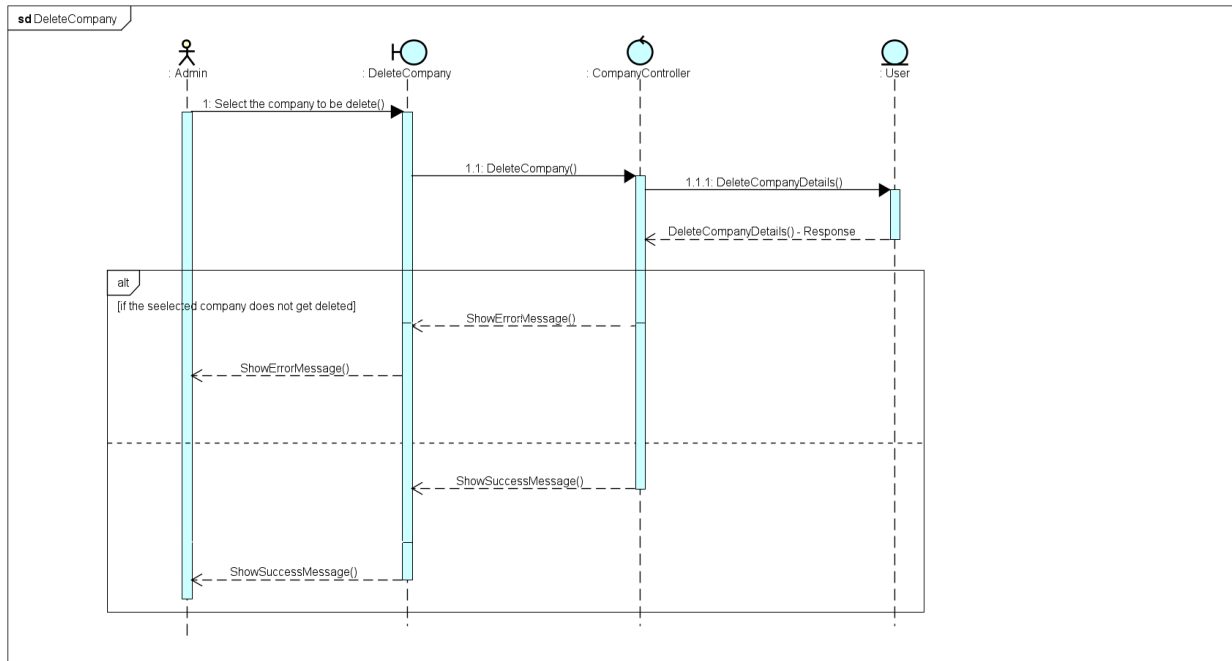 sd DeleteCompany
: Admin
: DeleteCompany
: CompanyController
: User
1: Select the company to be delete()
1.1: DeleteCompany()
1.1.1: DeleteCompanyDetails()
DeleteCompanyDetails() - Response
alt
[if the seelected company does not get deleted]
ShowErrorMessage()
ShowErrorMessage()
ShowSuccessMessage()
ShowSuccessMessage()